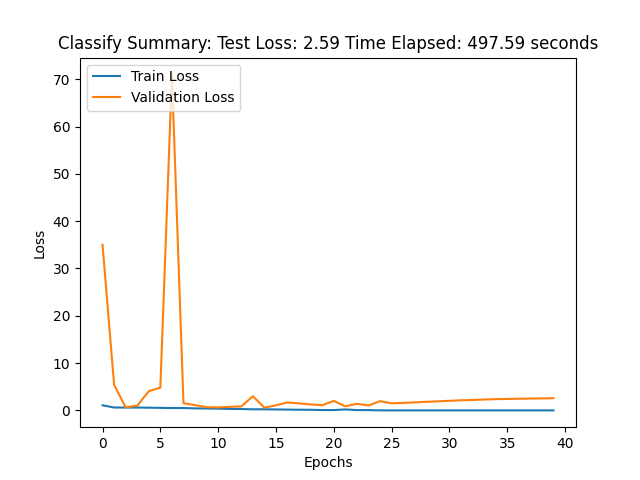 Classify Summary: Test Loss: 2.59 Time Elapsed: 497.59 seconds
Train Loss
Validation Loss
70
60
50
40
30
20
10
0
Loss
0 5 10 15 20 25 30 35 40
Epochs